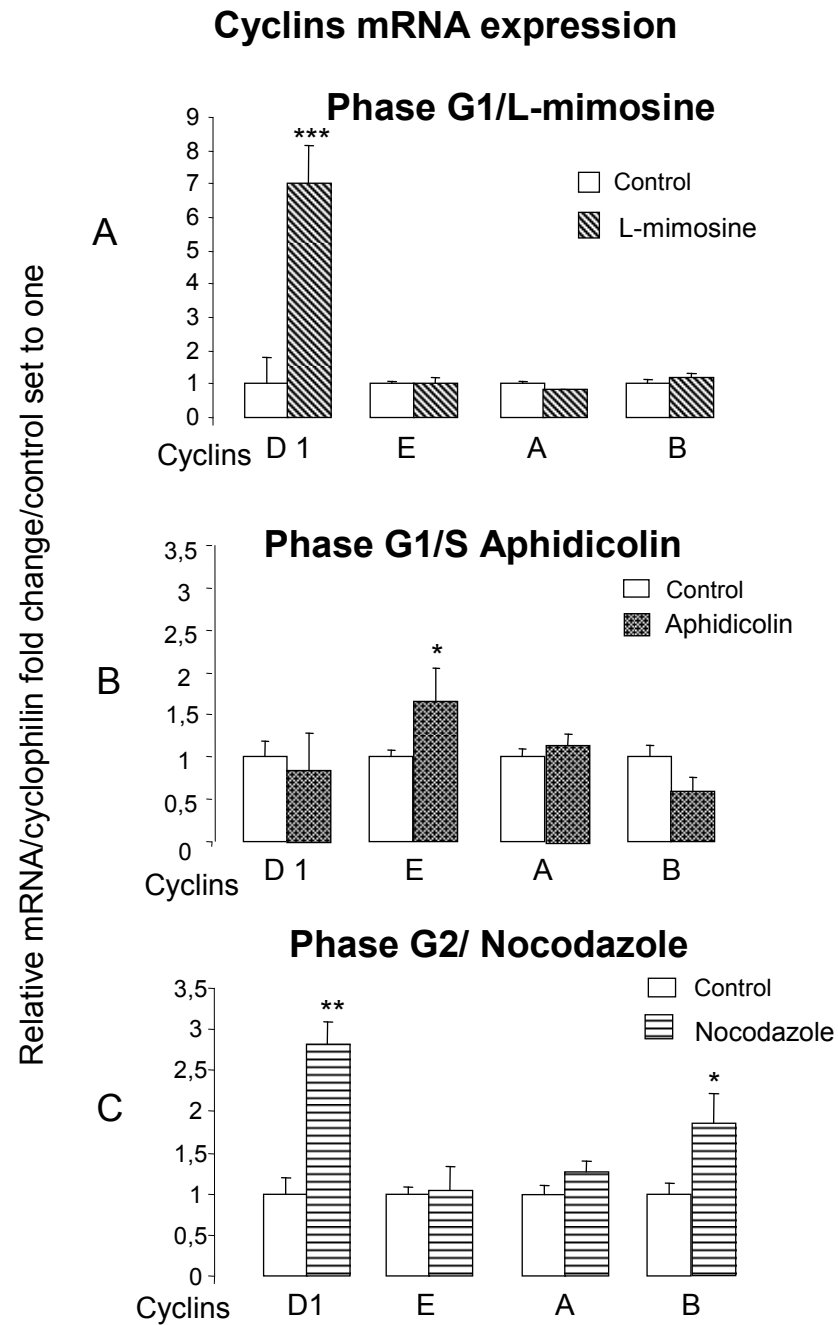 Cyclins mRNA expression
Relative mRNA/cyclophilin fold change/control set to one
A
Phase G1/L-mimosine
9
8
7
6
5
4
3
2
1
0
***
Control
L-mimosine
Cyclins D 1 E A B
B
Phase G1/S Aphidicolin
3,5
3
2,5
2
1,5
1
0,5
0
*
Control
Aphidicolin
Cyclins D 1 E A B
C
Phase G2/ Nocodazole
3,5
3
2,5
2
1,5
1
0,5
0
**
*
Control
Nocodazole
Cyclins D1 E A B